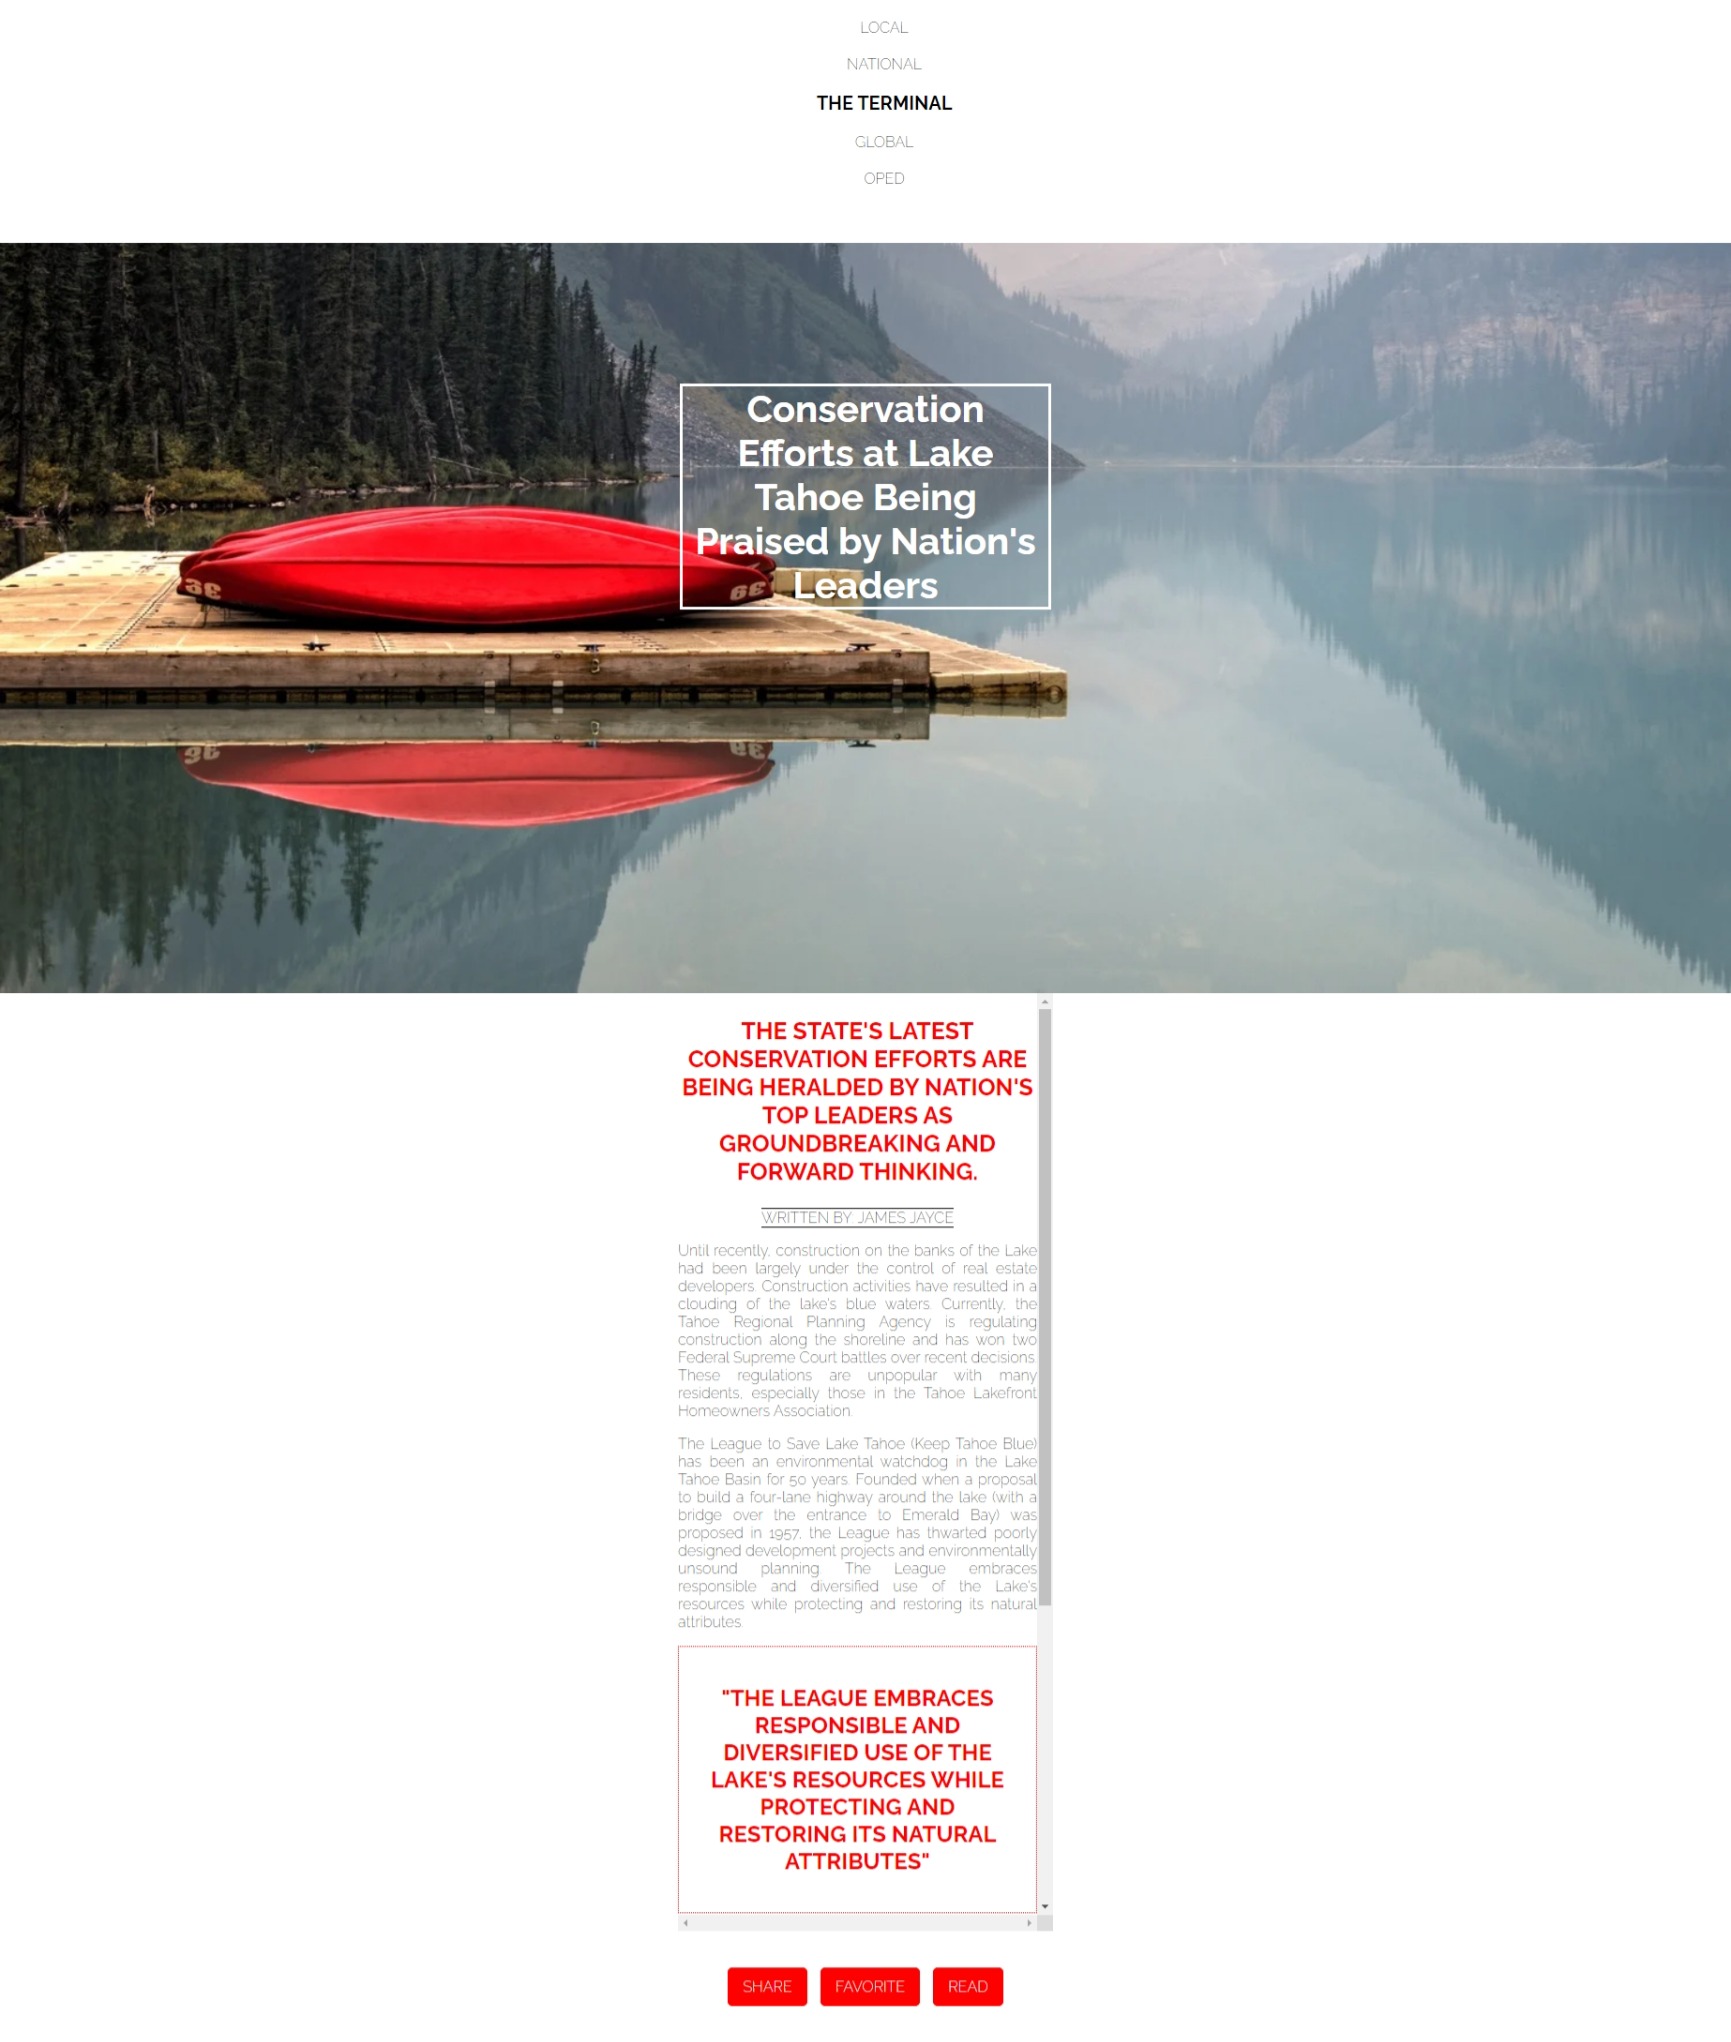 LOCAL
NATIONAL
THE TERMINAL
GLOBAL
OPED
Conservation
Efforts at Lake
Tahoe Being
Praised by Nation's
Leaders
THE STATE'S LATEST
CONSERVATION EFFORTS ARE
BEING HERALDED BY NATION'S
TOP LEADERS AS
GROUNDBREAKING AND
FORWARD THINKING.
WRITTEN BY JAMES JAYCE
Until recently, construction on the banks of the Lake
had been largely under the control of real estate
developers. Construction activities have resulted in a
clouding of the lake's blue waters. Currently, the
Tahoe Regional Planning Agency is regulating
construction along the shoreline and has won two
Federal Supreme Court battles over recent decisions.
These regulations are unpopular with many
residents, especially those in the Tahoe Lakefront
Homeowners Association.
The League to Save Lake Tahoe (Keep Tahoe Blue)
has been an environmental watchdog in the Lake
Tahoe Basin for 50 years. Founded when a proposal
to build a four-lane highway around the lake (with a
bridge over the entrance to Emerald Bay) was
proposed in 1957, the League has thwarted poorly
designed development projects and environmentally
unsound planning. The League embraces
responsible and diversified use of the Lake's
resources while protecting and restoring its natural
attributes.
"THE LEAGUE EMBRACES
RESPONSIBLE AND
DIVERSIFIED USE OF THE
LAKE'S RESOURCES WHILE
PROTECTING AND
RESTORING ITS NATURAL
ATTRIBUTES"
SHARE FAVORITE READ